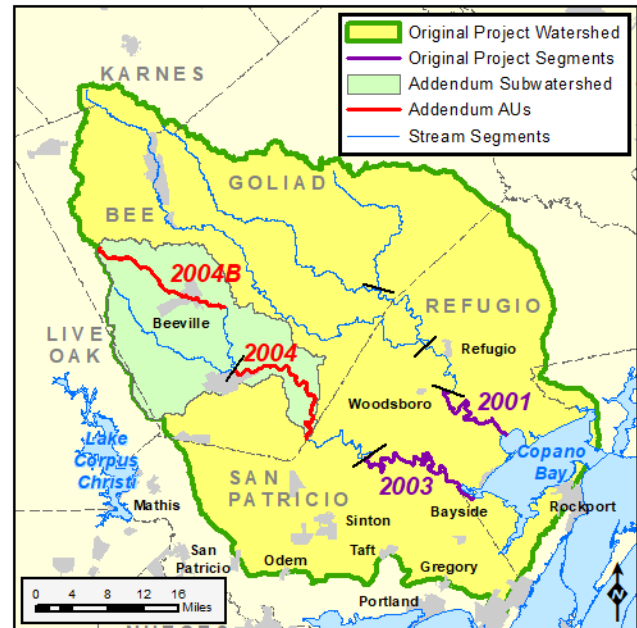 Original Project Watershed
Original Project Segments
Addendum Subwatershed
Addendum AUs
Stream Segments
KARNES
GOLIAD
BEE
2004B
REFUGIO
Beeville
LIVE
OAK
2004
Refugio
Woodsboro
2001
Lake
Corpus
Christi
Copano
Bay
SAN
PATRICIO
2003
Mathis
Bayside
Rockport
Sinton
San
Patricio
Odem
Taft
Gregory
Portland
0 4 8 12 16
Miles
N